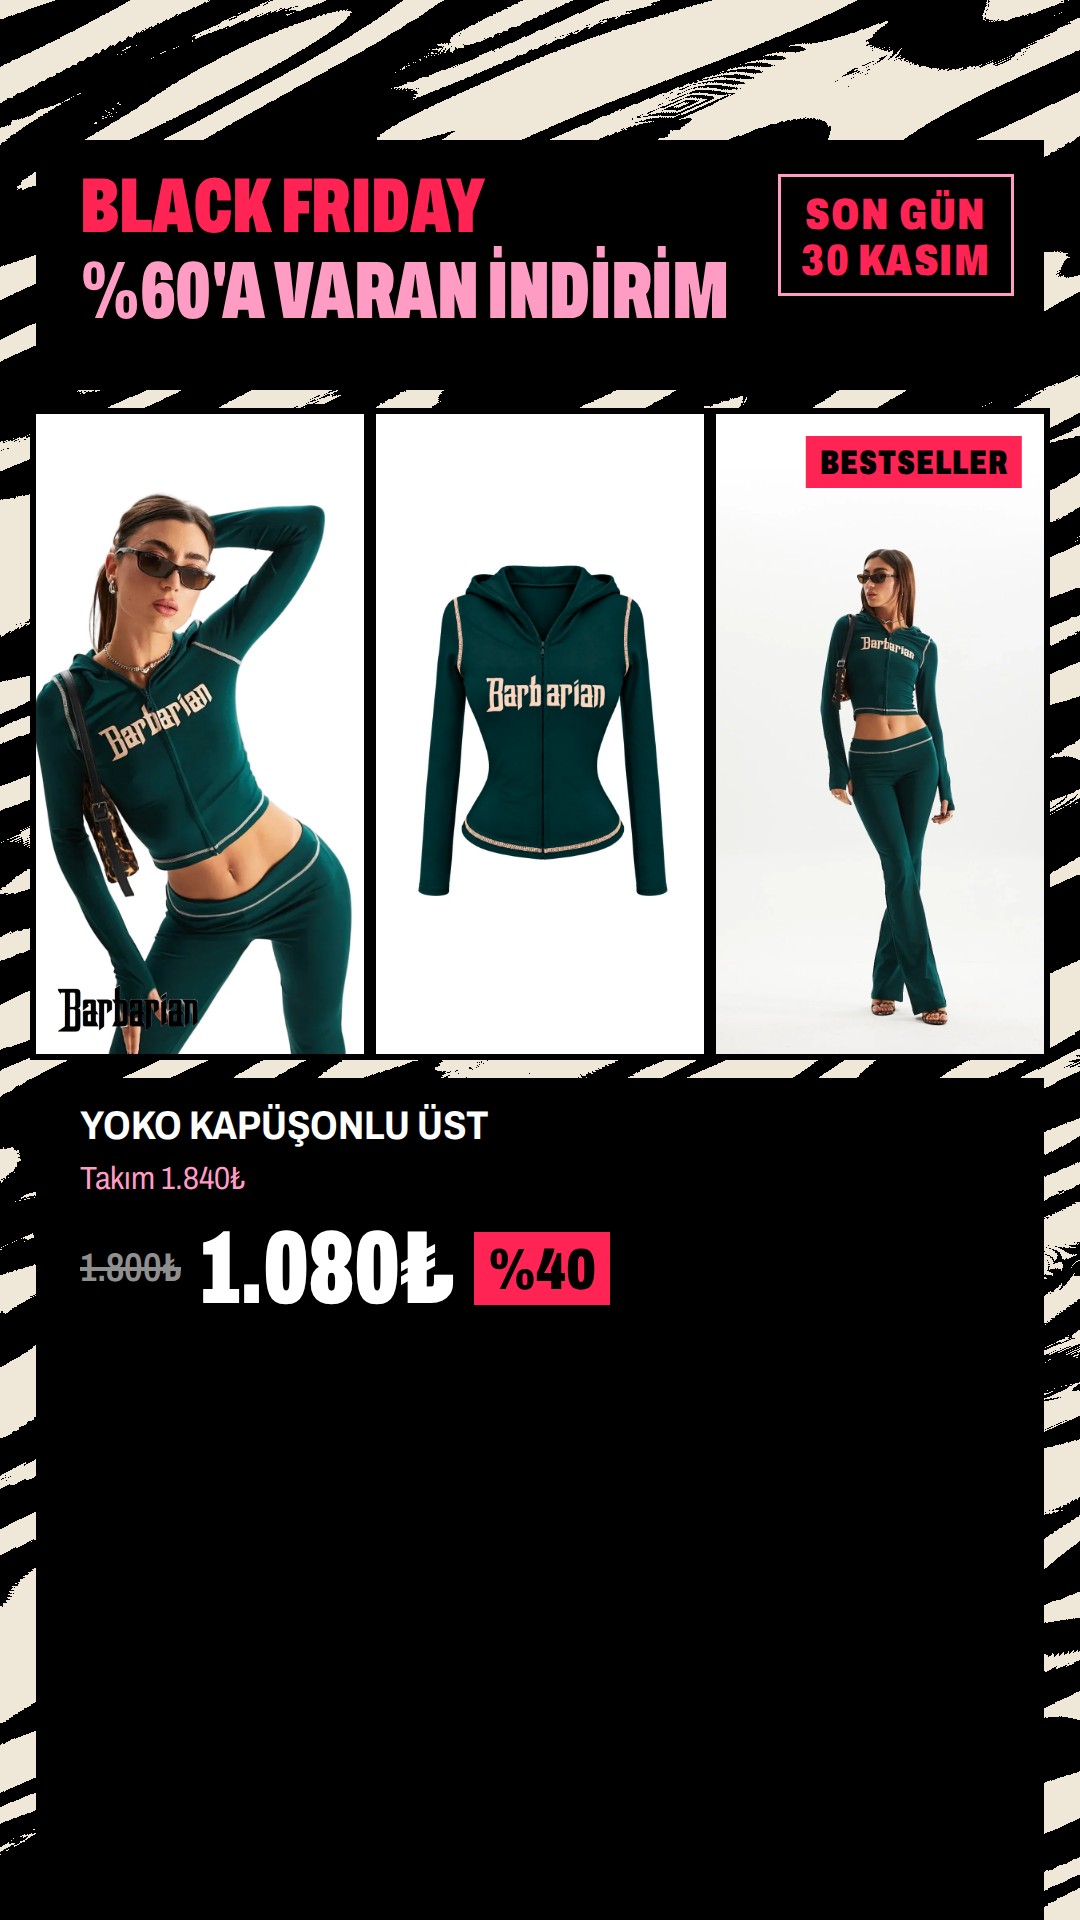 BLACK FRIDAY
%60'A VARAN İNDİRİM
SON GÜN
30 KASIM
BESTSELLER
Barbarian
Barbarian
Barbarian
Barbarian
YOKO KAPÜŞONLU ÜST
Takım 1.840₺
1.800₺ 1.080₺ %40